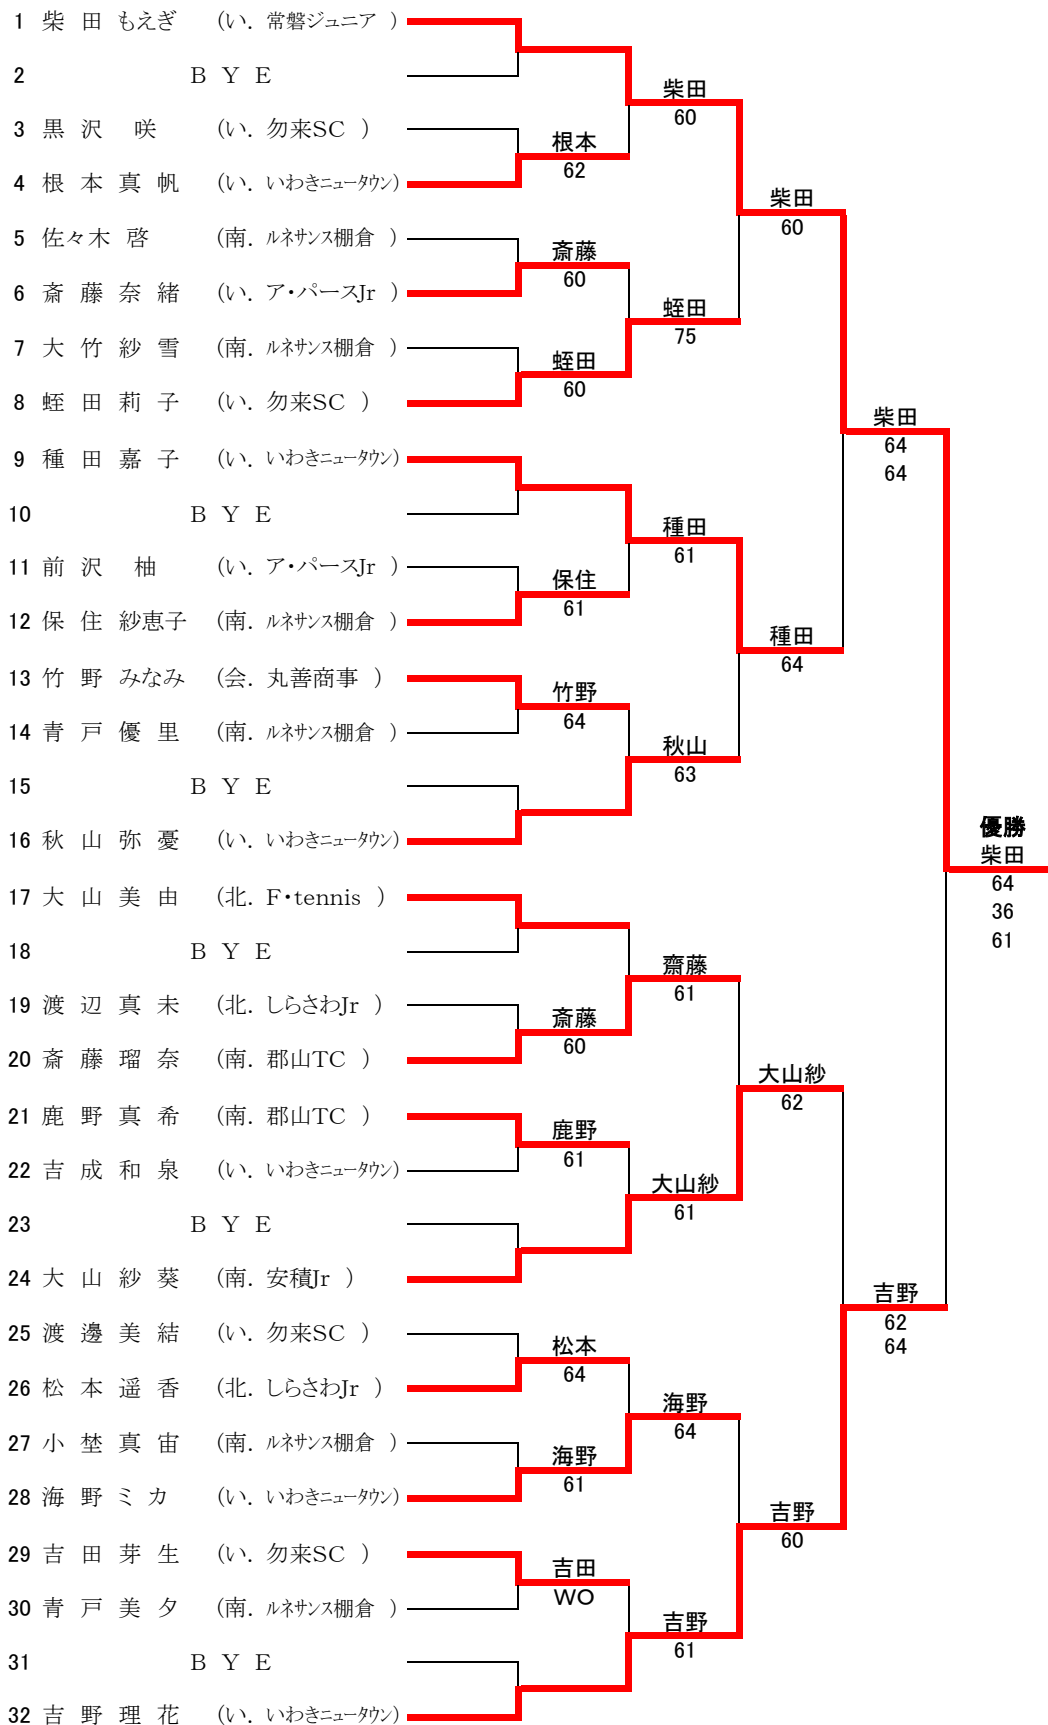 1 柴 田 もえぎ (い. 常磐ジュニア )
2 B Y E
柴田
60
3 黒 沢 咲 (い. 勿来SC )
根本
62
4 根 本 真 帆 (い. いわきニュータウン)
柴田
60
5 佐々木 啓 (南. ルネサンス棚倉 )
斎藤
60
6 斎 藤 奈 緒 (い. ア・パースJr )
蛭田
75
7 大 竹 紗 雪 (南. ルネサンス棚倉 )
蛭田
60
8 蛭 田 莉 子 (い. 勿来SC )
柴田
64
64
9 種 田 嘉 子 (い. いわきニュータウン)
10 B Y E
種田
61
11 前 沢 柚 (い. ア・パースJr )
保住
61
12 保 住 紗恵子 (南. ルネサンス棚倉 )
種田
64
13 竹 野 みなみ (会. 丸善商事 )
竹野
64
14 青 戸 優 里 (南. ルネサンス棚倉 )
秋山
63
15 B Y E
16 秋 山 弥 憂 (い. いわきニュータウン)
優勝
柴田
64
36
61
17 大 山 美 由 (北. F・tennis )
18 B Y E
齋藤
61
19 渡 辺 真 未 (北. しらさわJr )
斎藤
60
20 斎 藤 瑠 奈 (南. 郡山TC )
大山紗
62
21 鹿 野 真 希 (南. 郡山TC )
鹿野
61
22 吉 成 和 泉 (い. いわきニュータウン)
大山紗
61
23 B Y E
24 大 山 紗 葵 (南. 安積Jr )
吉野
62
64
25 渡 邊 美 結 (い. 勿来SC )
松本
64
26 松 本 遥 香 (北. しらさわJr )
海野
64
27 小 埜 真 宙 (南. ルネサンス棚倉 )
海野
61
28 海 野 ミ カ (い. いわきニュータウン)
吉野
60
29 吉 田 芽 生 (い. 勿来SC )
吉田
WO
30 青 戸 美 夕 (南. ルネサンス棚倉 )
吉野
61
31 B Y E
32 吉 野 理 花 (い. いわきニュータウン)